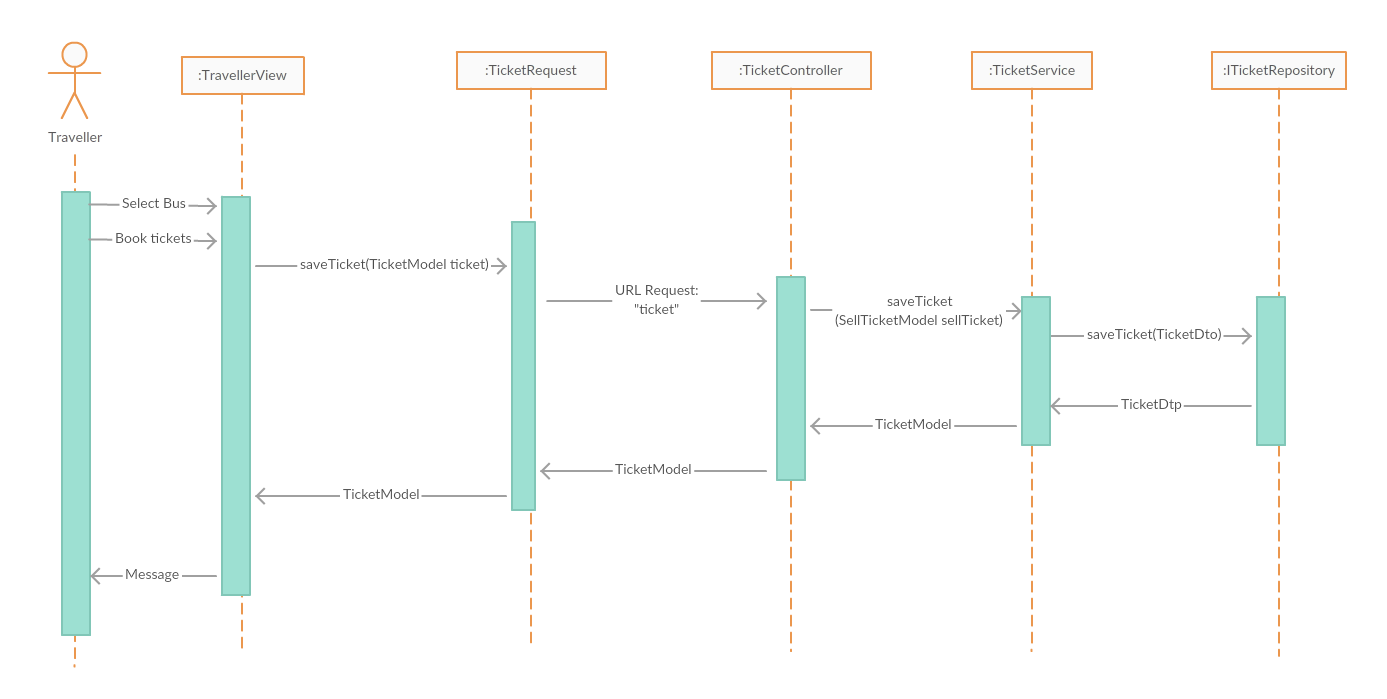 :TravellerView
:TicketRequest
:TicketController
:TicketService
:ITicketRepository
Traveller
Select Bus
Book tickets
saveTicket(TicketModel ticket)
URL Request:
"ticket"
saveTicket
(SellTicketModel sellTicket)
saveTicket(TicketDto)
TicketDtp
TicketModel
TicketModel
TicketModel
Message